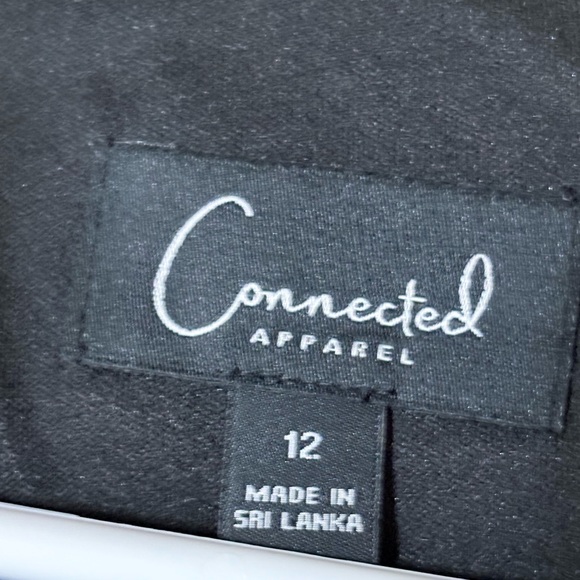 Connected
APPAREL
12
MADE IN
SRI LANKA